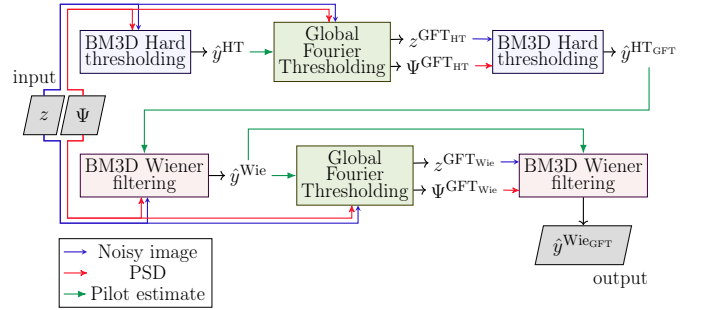 input
z
Ψ
BM3D Hard
thresholding
ŷ^HT
Global
Fourier
Thresholding
z^GFT_HT
Ψ^GFT_HT
BM3D Hard
thresholding
ŷ^HT_GFT
BM3D Wiener
filtering
ŷ^Wie
Global
Fourier
Thresholding
z^GFT_Wie
Ψ^GFT_Wie
BM3D Wiener
filtering
ŷ^Wie_GFT
output
Noisy image
PSD
Pilot estimate